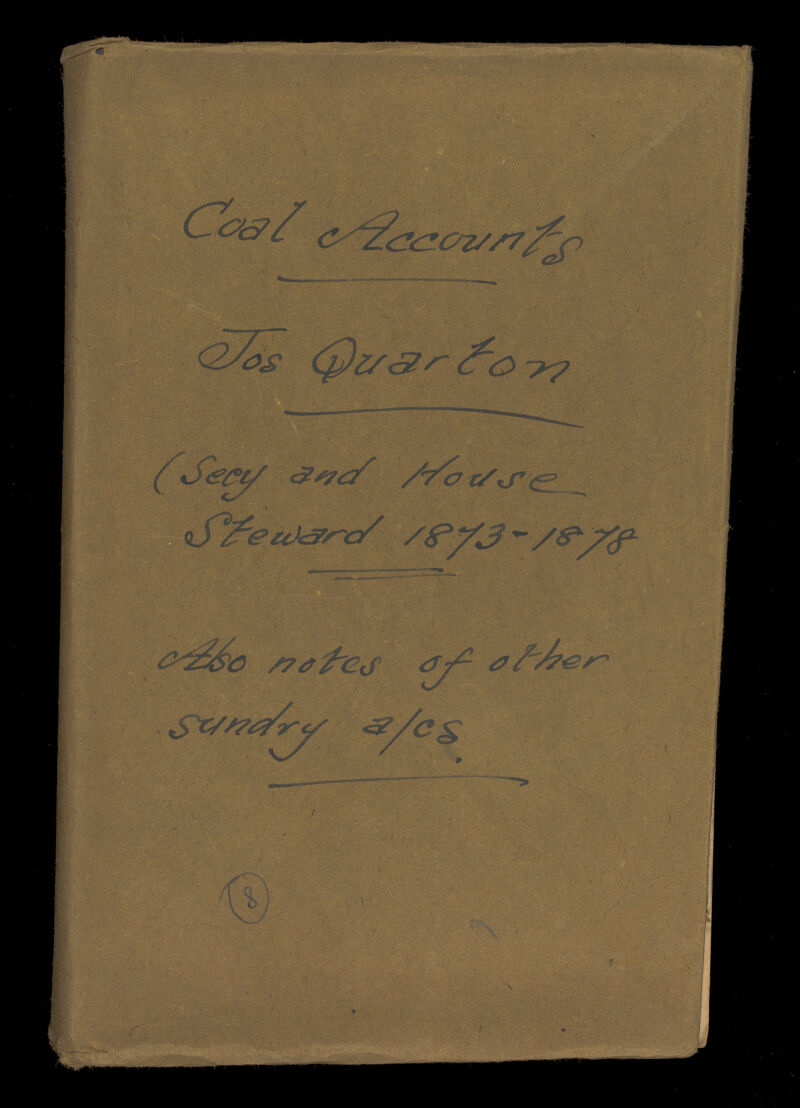 Coal Accounts
Jos Quarton
(Secy and House
Steward 1873-1878
Also notes of other
sundry a/cs.
8